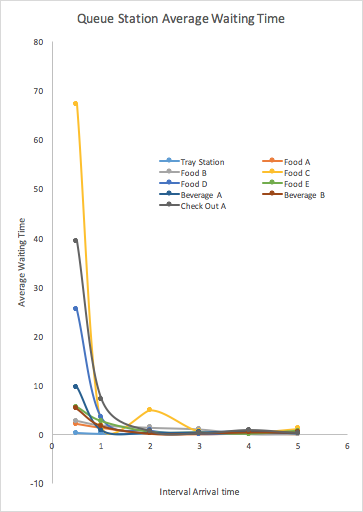 Queue Station Average Waiting Time
80
70
60
50
40
30
20
10
0
-10
0 1 2 3 4 5 6
Average Waiting Time
Interval Arrival time
Tray Station Food A
Food B Food C
Food D Food E
Beverage A Beverage B
Check Out A